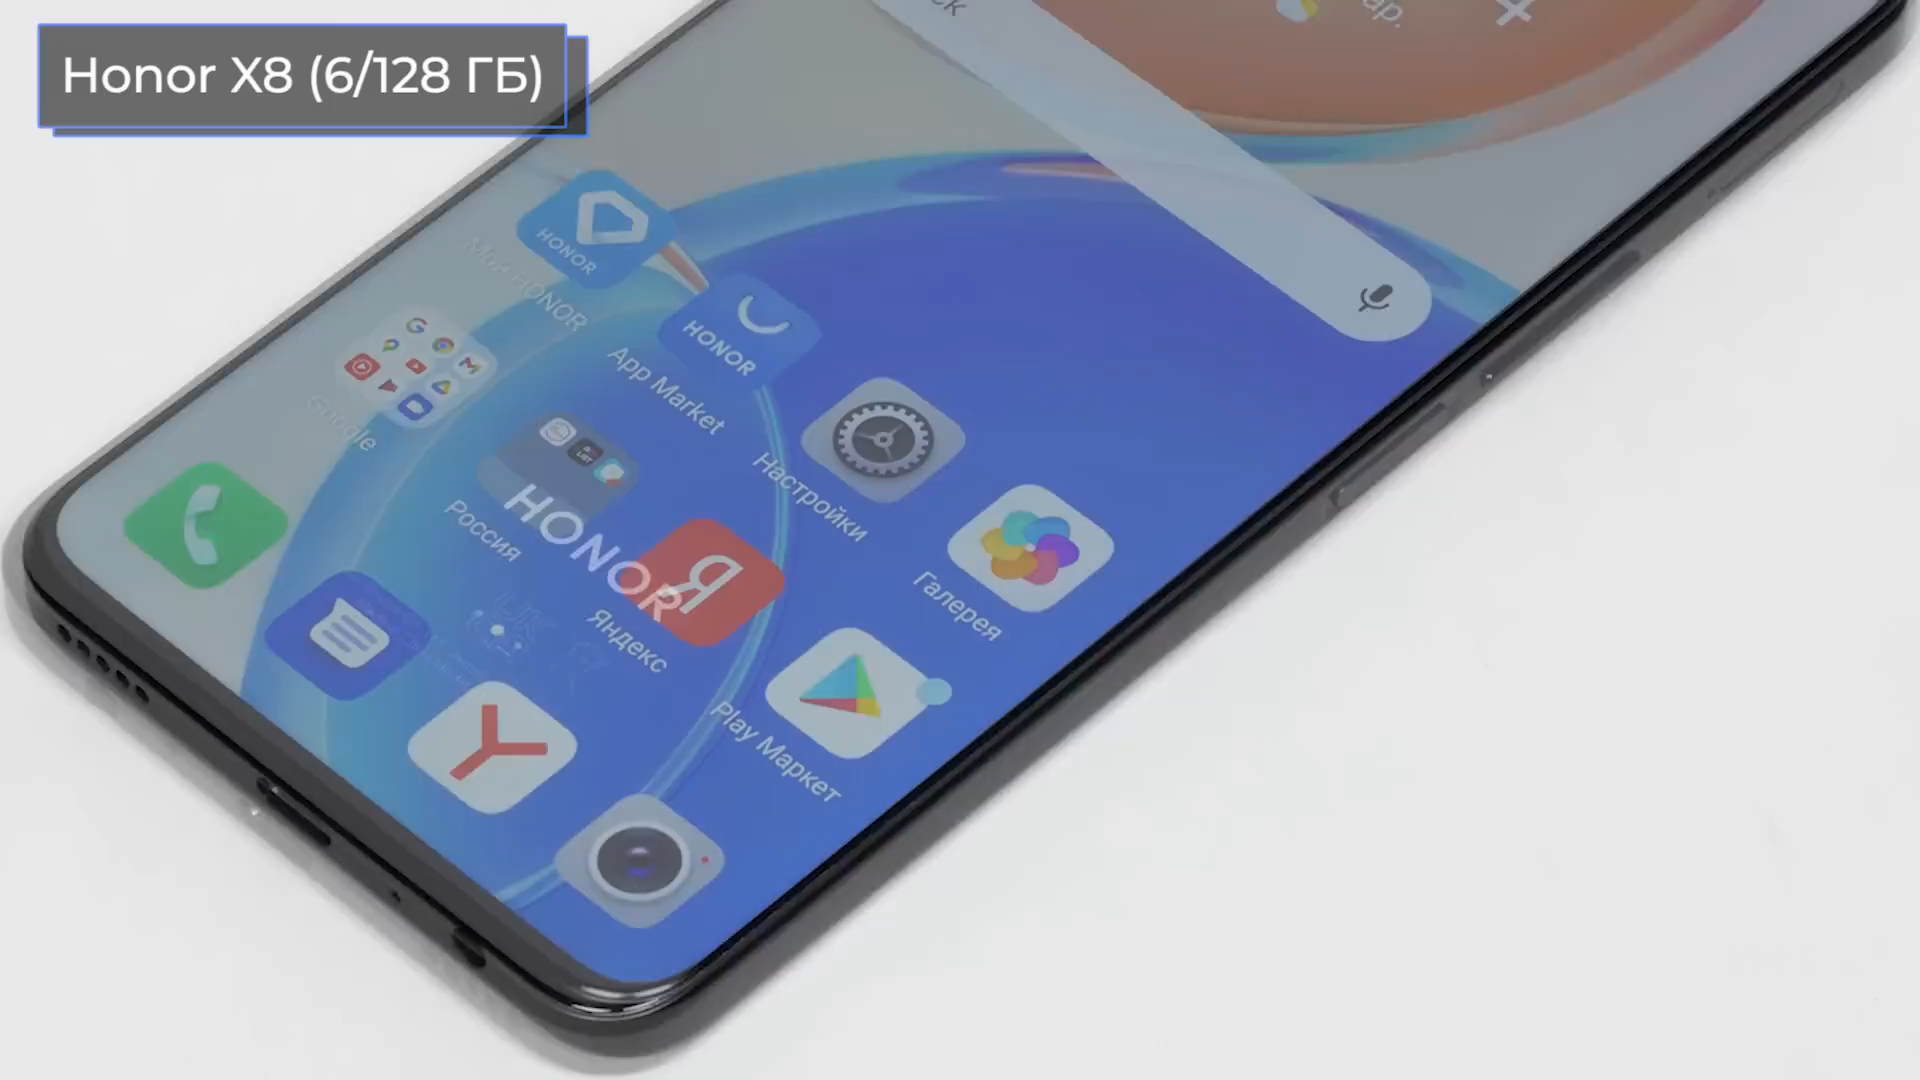 Honor X8 (6/128 ГБ)
HONOR
Мой HONOR
HONOR
App Market
Google
Настройки
Россия
HONOR
Галерея
Яндекс
Play Маркет